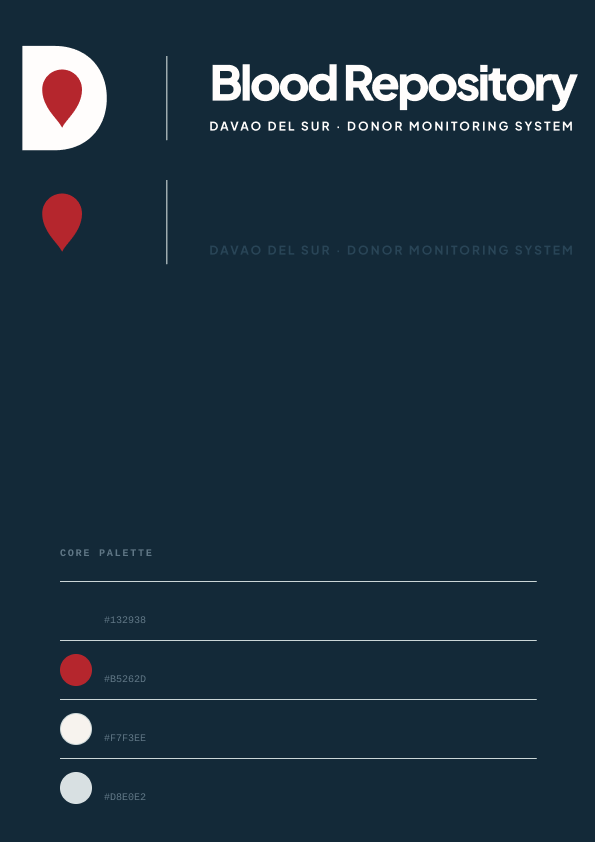 D
Blood Repository
DAVAO DEL SUR · DONOR MONITORING SYSTEM
DAVAO DEL SUR · DONOR MONITORING SYSTEM
CORE PALETTE
#132938
#B5262D
#F7F3EE
#D8E0E2